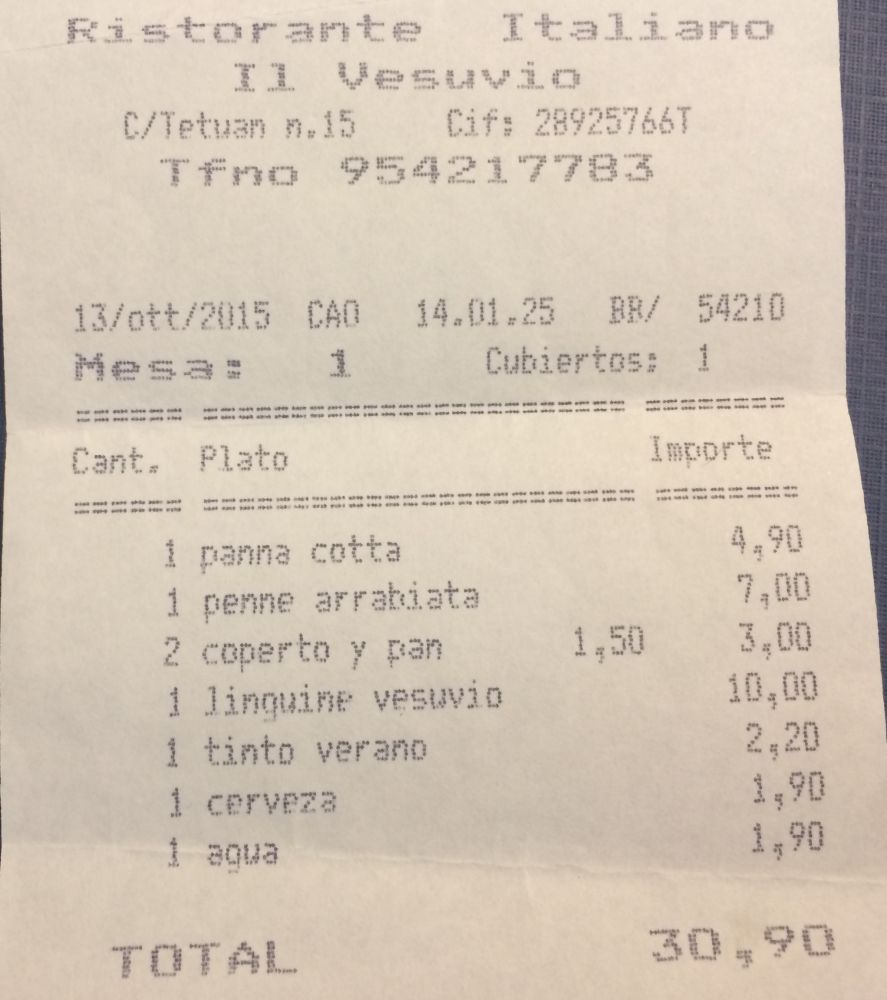 Ristorante Italiano
Il Vesuvio
C/Tetuan n.15 Cif: 28925766T
Tfno 954217783
13/ott/2015 CAO 14.01.25 BR/ 54210
Mesa: 1 Cubiertos: 1
Cant. Plato Importe
1 panna cotta 4,90
1 penne arrabiata 7,00
2 coperto y pan 1,50 3,00
1 linguine vesuvio 10,00
1 tinto verano 2,20
1 cerveza 1,90
1 agua 1,90
TOTAL 30,90